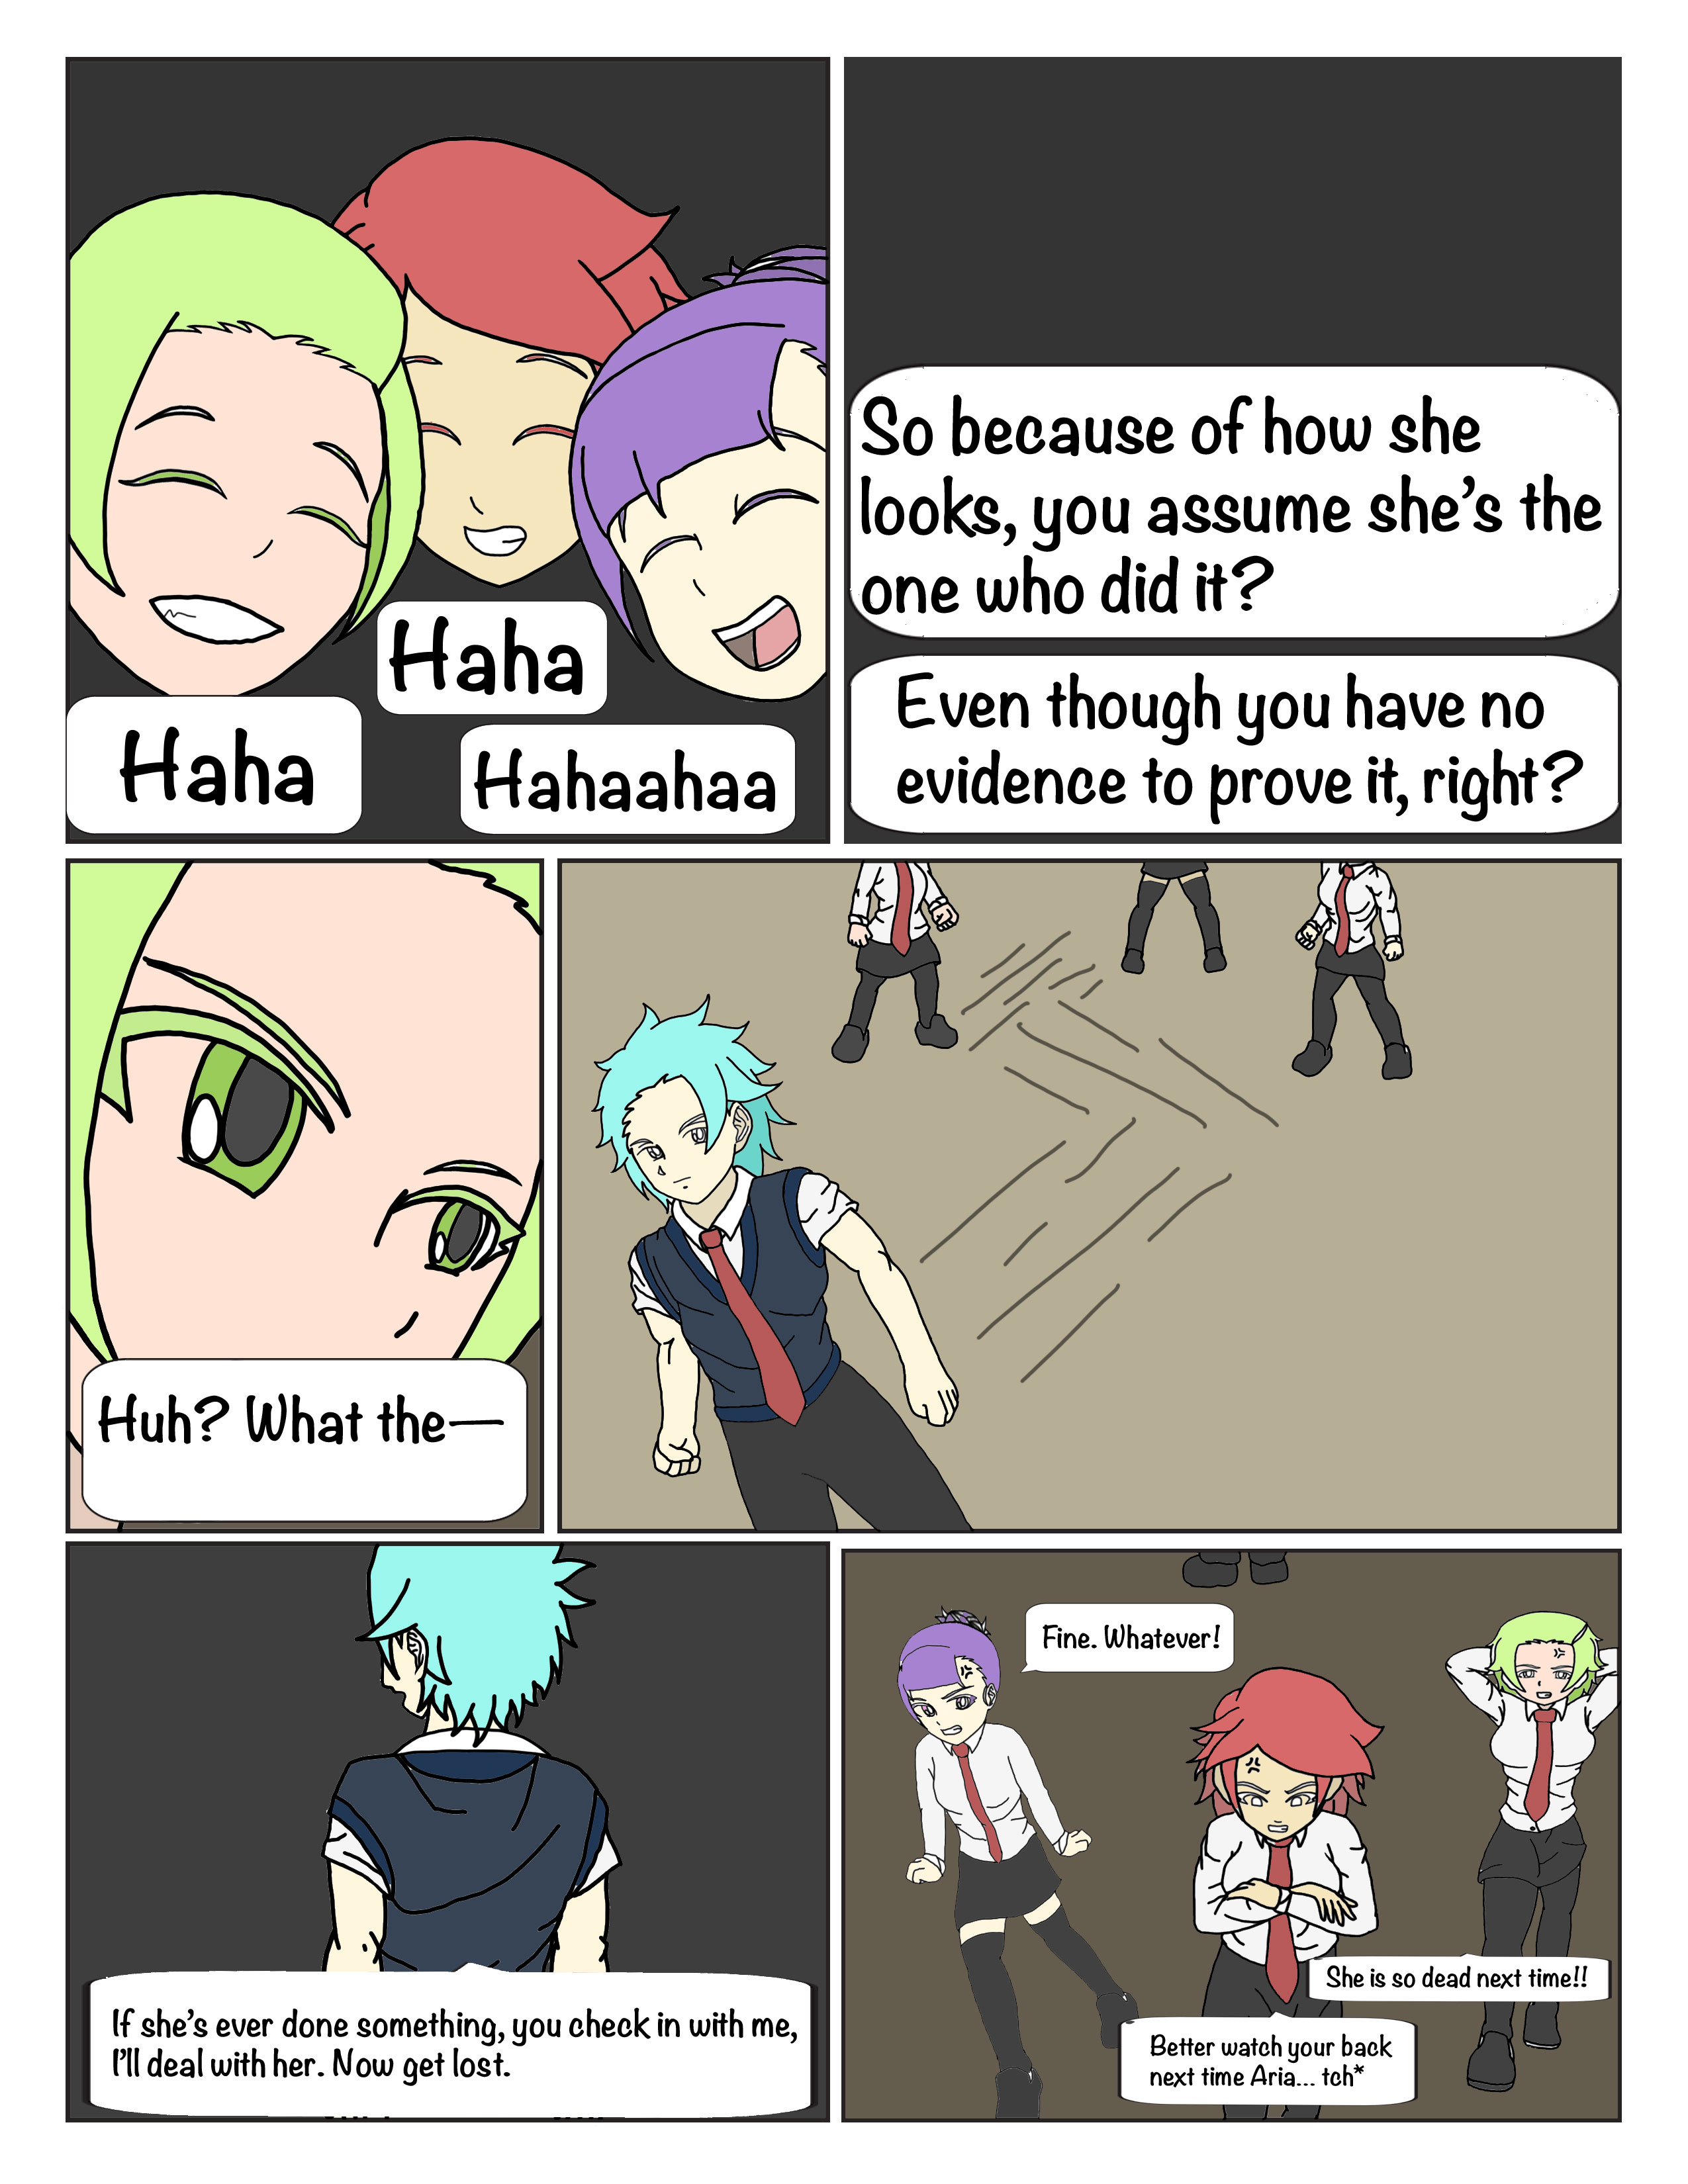 Haha
Haha
Hahaahaa
So because of how she
looks, you assume she's the
one who did it?
Even though you have no
evidence to prove it, right?
Huh? What the—
If she's ever done something, you check in with me,
I'll deal with her. Now get lost.
Fine. Whatever!
She is so dead next time!!
Better watch your back
next time Aria... tch*